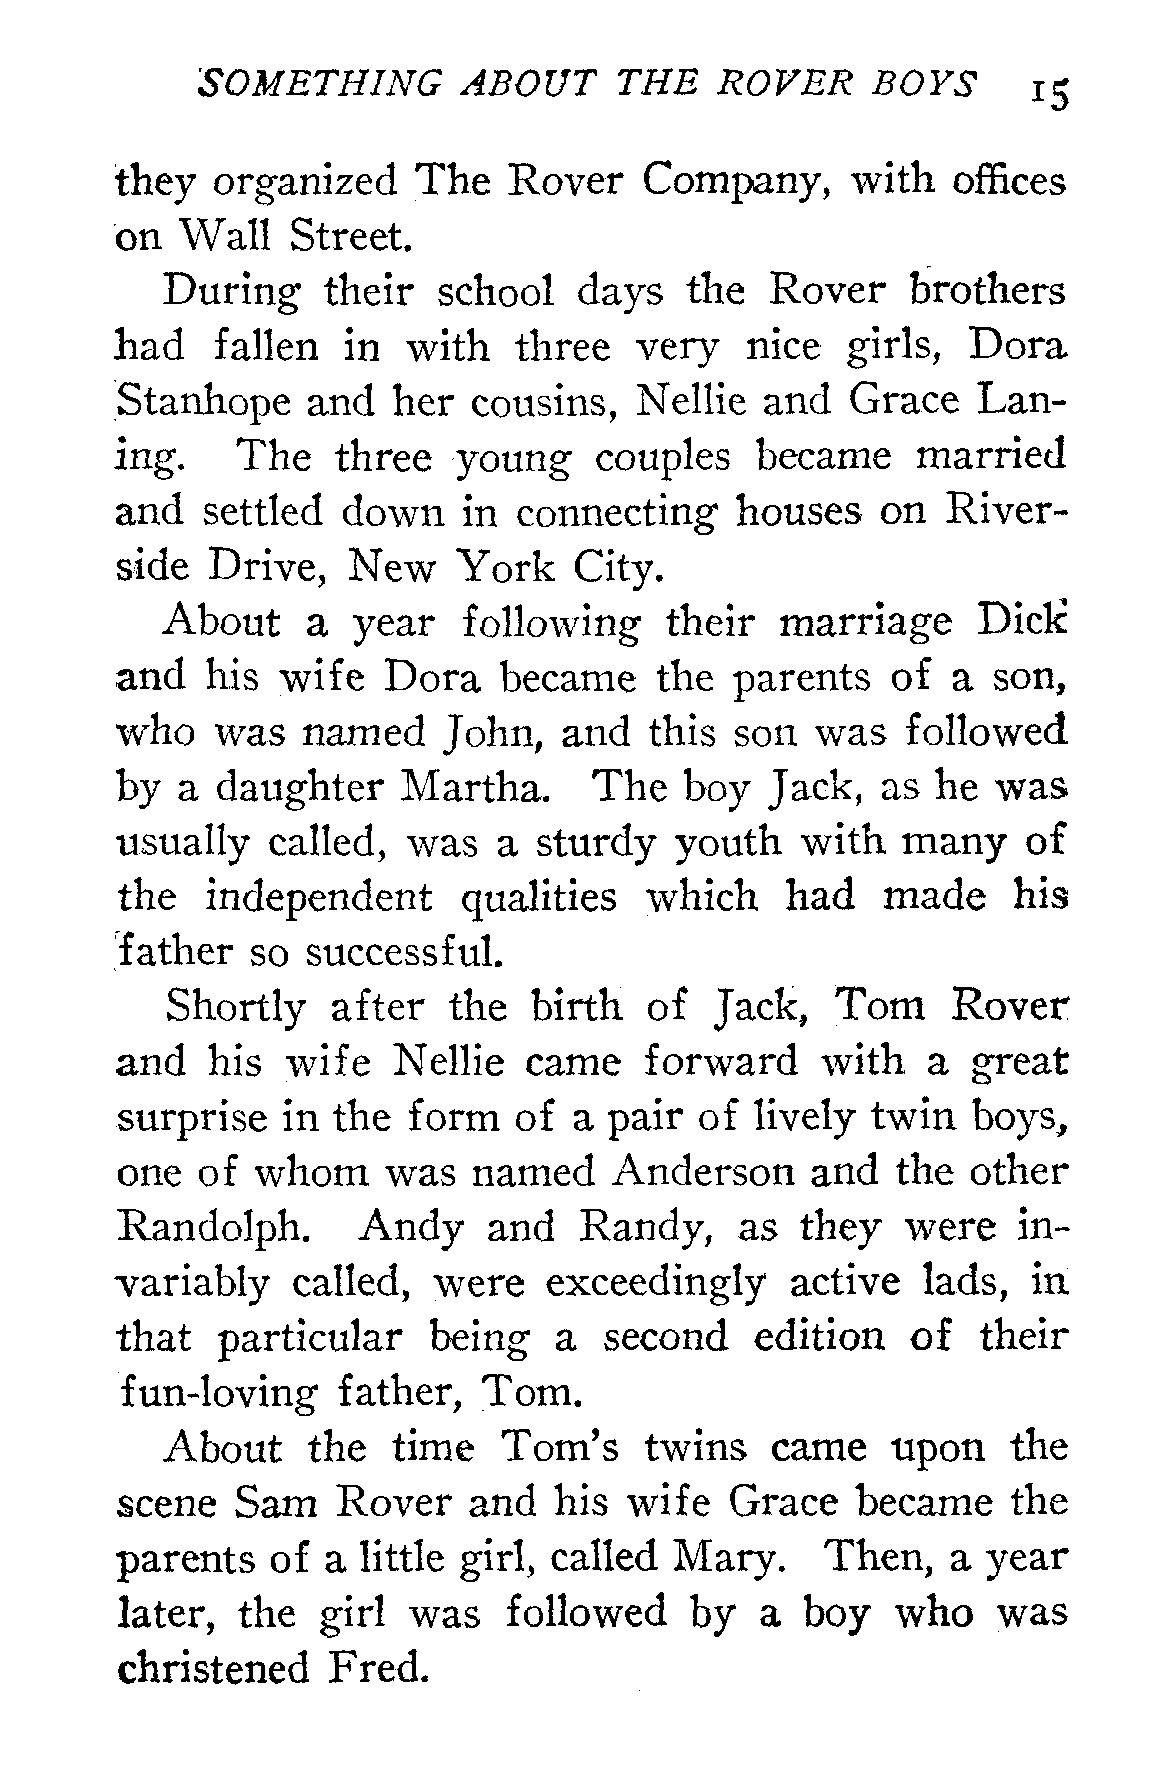 SOMETHING ABOUT THE ROVER BOYS 15
they organized The Rover Company, with offices
on Wall Street.
During their school days the Rover brothers
had fallen in with three very nice girls, Dora
Stanhope and her cousins, Nellie and Grace Lan-
ing. The three young couples became married
and settled down in connecting houses on River-
side Drive, New York City.
About a year following their marriage Dick
and his wife Dora became the parents of a son,
who was named John, and this son was followed
by a daughter Martha. The boy Jack, as he was
usually called, was a sturdy youth with many of
the independent qualities which had made his
father so successful.
Shortly after the birth of Jack, Tom Rover
and his wife Nellie came forward with a great
surprise in the form of a pair of lively twin boys,
one of whom was named Anderson and the other
Randolph. Andy and Randy, as they were in-
variably called, were exceedingly active lads, in
that particular being a second edition of their
fun-loving father, Tom.
About the time Tom's twins came upon the
scene Sam Rover and his wife Grace became the
parents of a little girl, called Mary. Then, a year
later, the girl was followed by a boy who was
christened Fred.